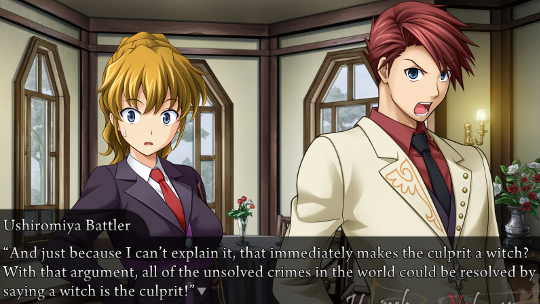 Ushiromiya Battler
“And just because I can’t explain it, that immediately makes the culprit a witch?
With that argument, all of the unsolved crimes in the world could be resolved by
saying a witch is the culprit!”